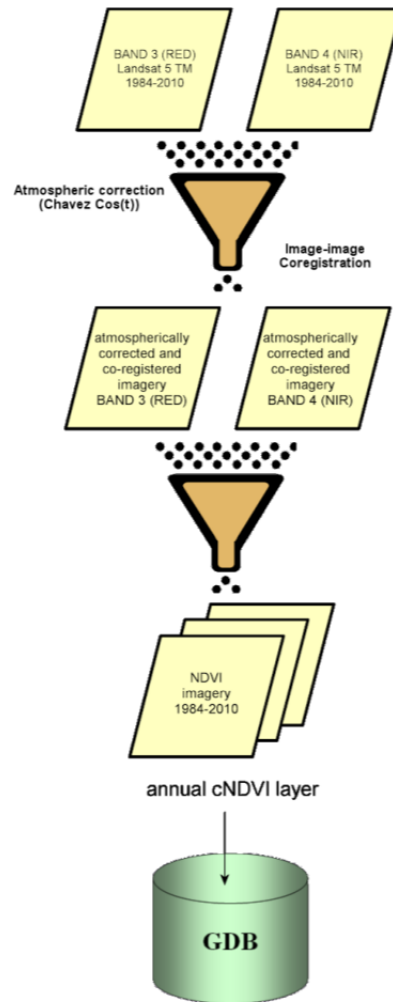 BAND 3 (RED)
Landsat 5 TM
1984-2010
BAND 4 (NIR)
Landsat 5 TM
1984-2010
Atmospheric correction
(Chavez Cos(t))
Image-image
Coregistration
atmospherically
corrected and
co-registered
imagery
BAND 3 (RED)
atmospherically
corrected and
co-registered
imagery
BAND 4 (NIR)
NDVI
imagery
1984-2010
annual cNDVI layer
GDB